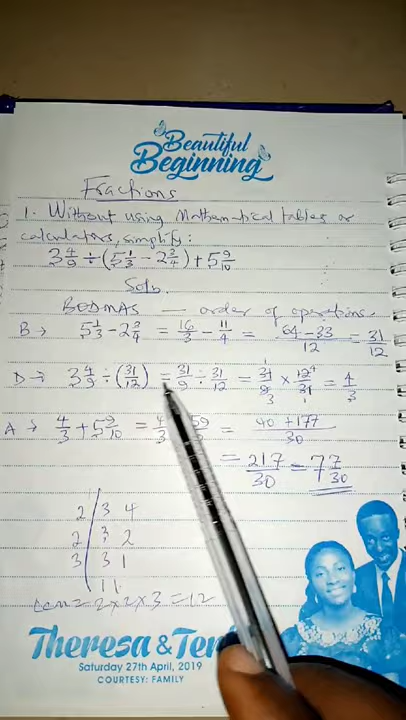 Beautiful
Beginning
Fractions
1. Without using Mathematical tables or
calculators, simplify:
3 4/9 ÷ (5 1/3 − 2 3/4) + 5 9/10
Soln.
BODMAS — order of operations.
B → 5 1/3 − 2 3/4 = 16/3 − 11/4 = 64 − 33/12 = 31/12
D → 3 4/9 ÷ (31/12) = 31/9 ÷ 31/12 = 31/9 × 12/31 = 4/3
A → 4/3 + 5 9/10 = 59 = 40 + 177/30
= 217/30 = 7 7/30
2 | 3 4
2 | 3 2
3 | 3 1
1 1
LCM = 2 × 2 × 3 = 12
Theresa &
Saturday 27th April, 2019
COURTESY: FAMILY